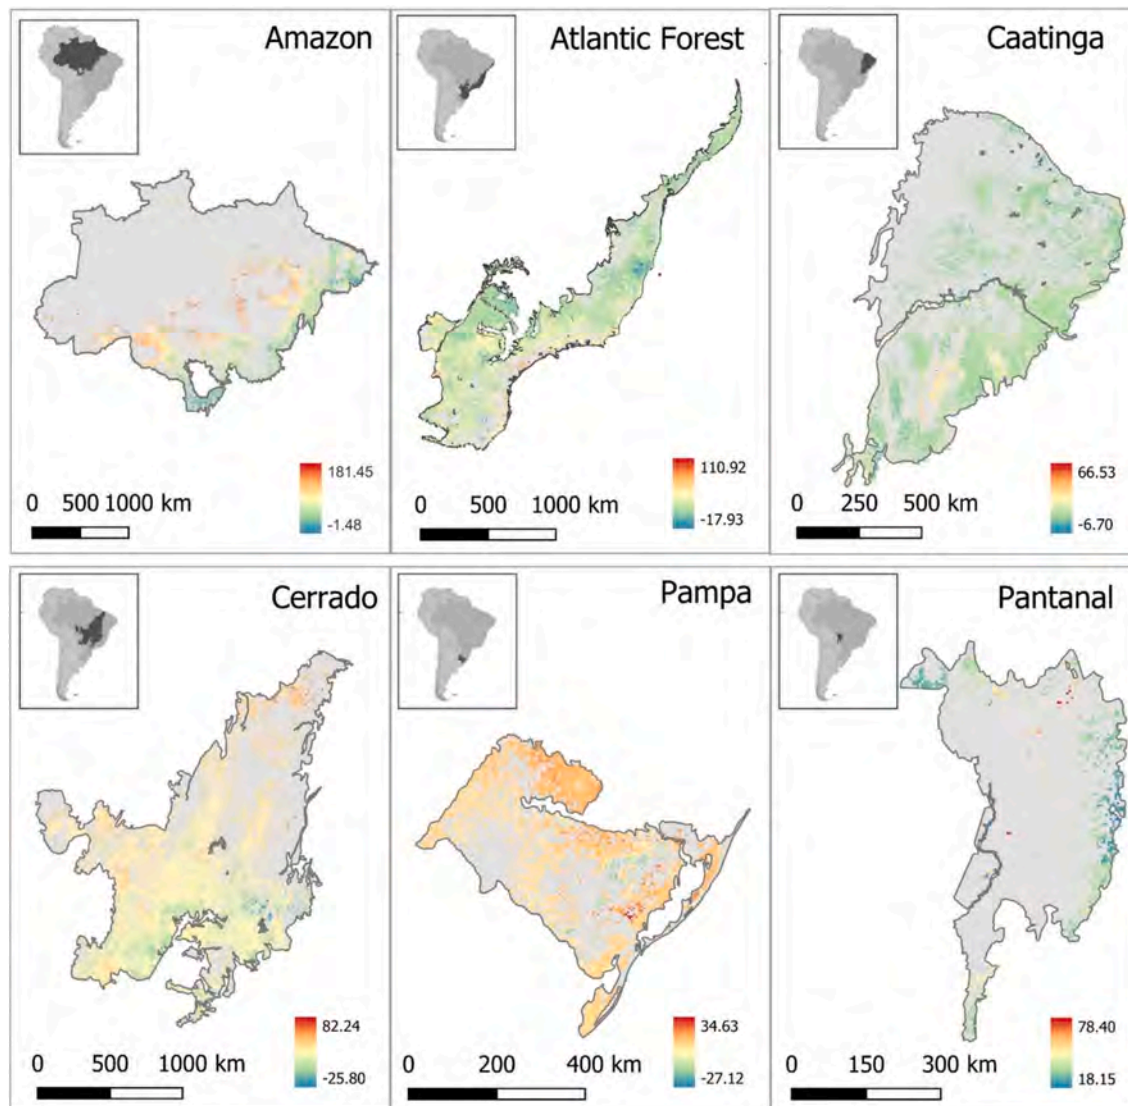 Amazon
181.45
-1.48
0 500 1000 km
Atlantic Forest
110.92
-17.93
0 500 1000 km
Caatinga
66.53
-6.70
0 250 500 km
Cerrado
82.24
-25.80
0 500 1000 km
Pampa
34.63
-27.12
0 200 400 km
Pantanal
78.40
18.15
0 150 300 km